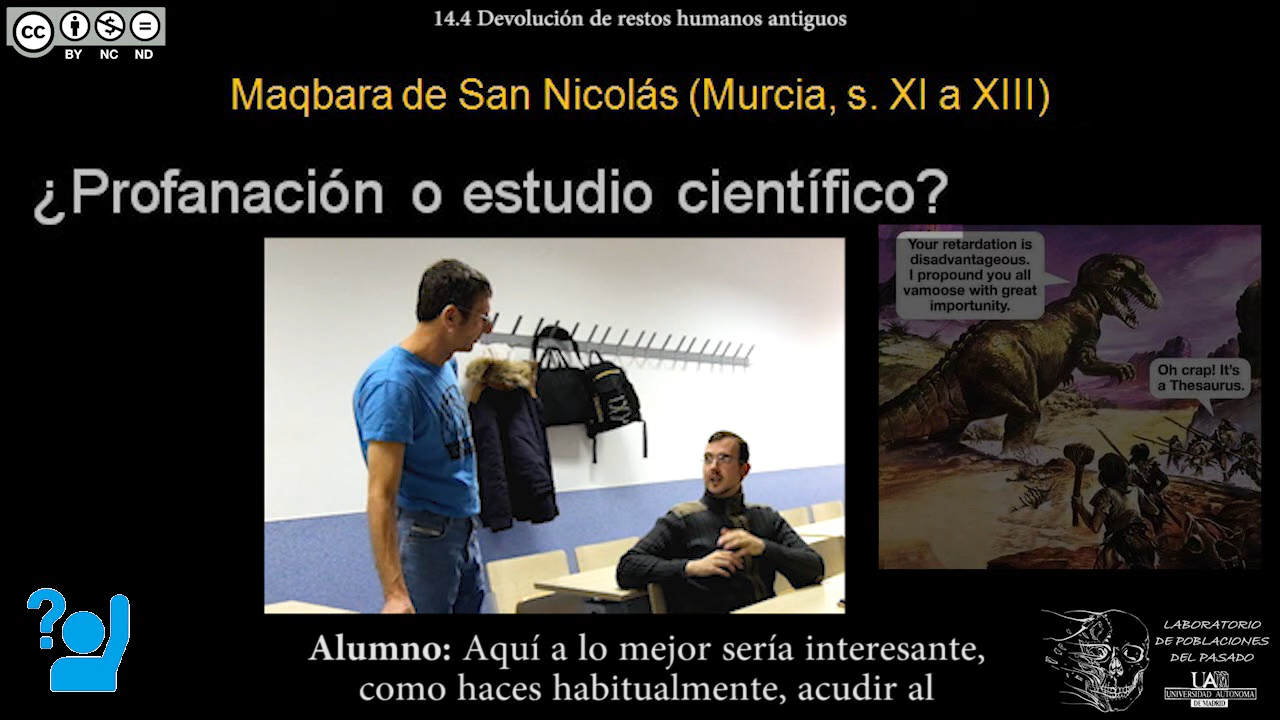 14.4 Devolución de restos humanos antiguos
CC
BY NC ND
Maqbara de San Nicolás (Murcia, s. XI a XIII)
¿Profanación o estudio científico?
Your retardation is
disadvantageous.
I propound you all
vamoose with great
importunity.
Oh crap! It's
a Thesaurus.
?
Alumno: Aquí a lo mejor sería interesante,
como haces habitualmente, acudir al
LABORATORIO
DE POBLACIONES
DEL PASADO
UAM
UNIVERSIDAD AUTONOMA
DE MADRID